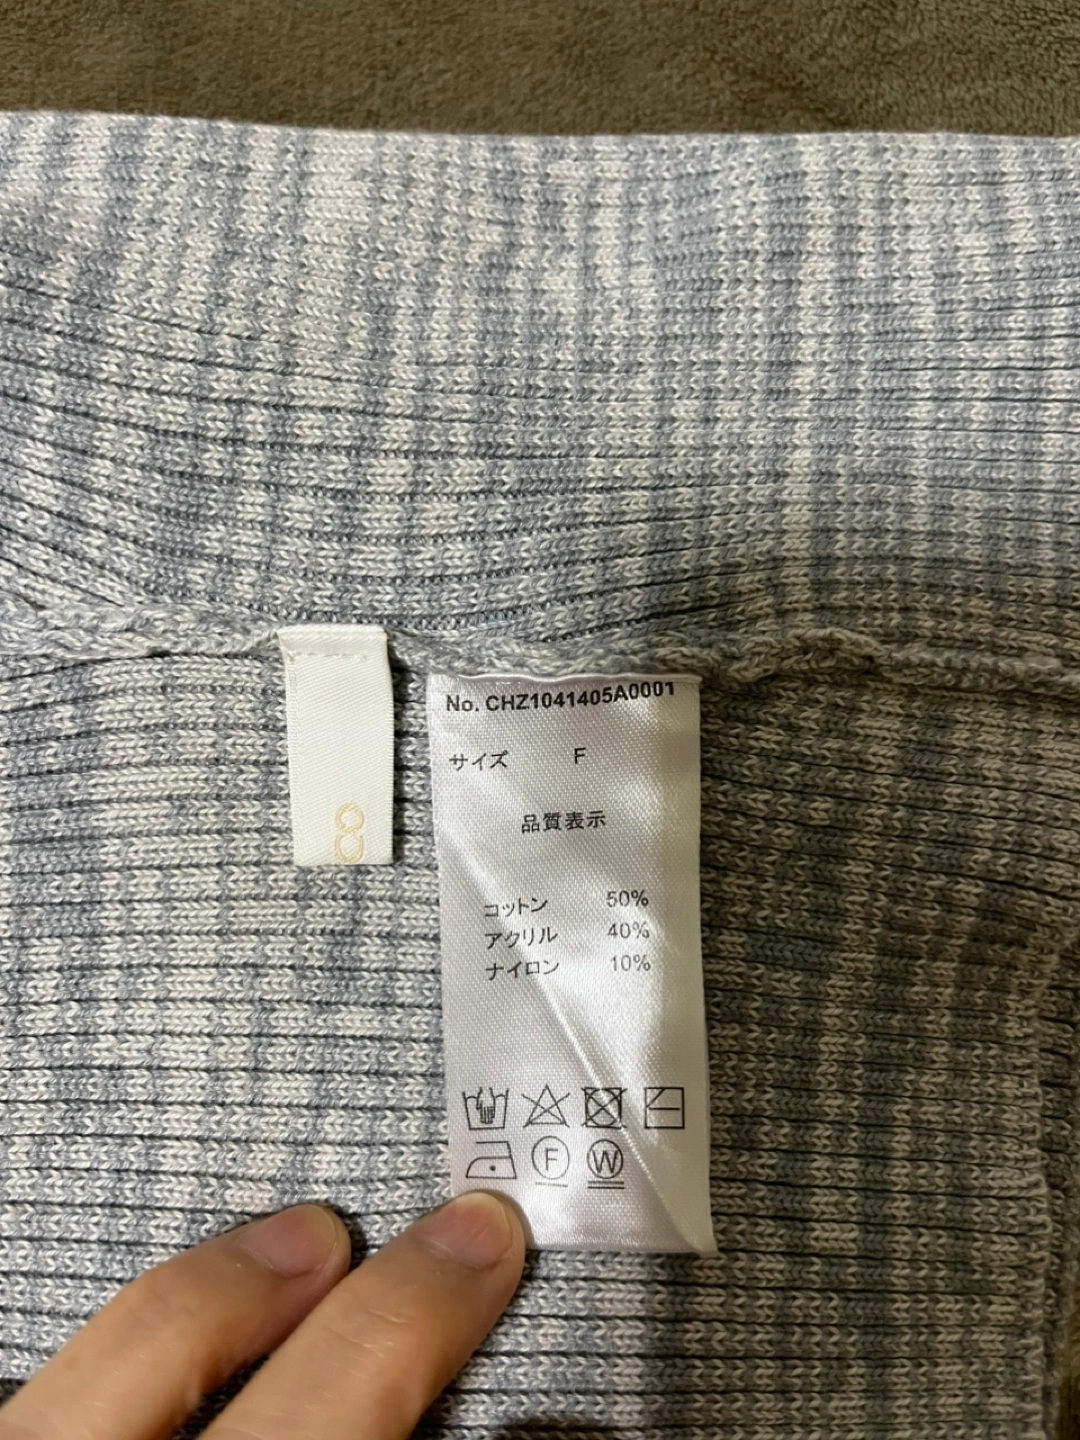 No. CHZ1041405A0001
サイズ F
品質表示
コットン 50%
アクリル 40%
ナイロン 10%
F W
8